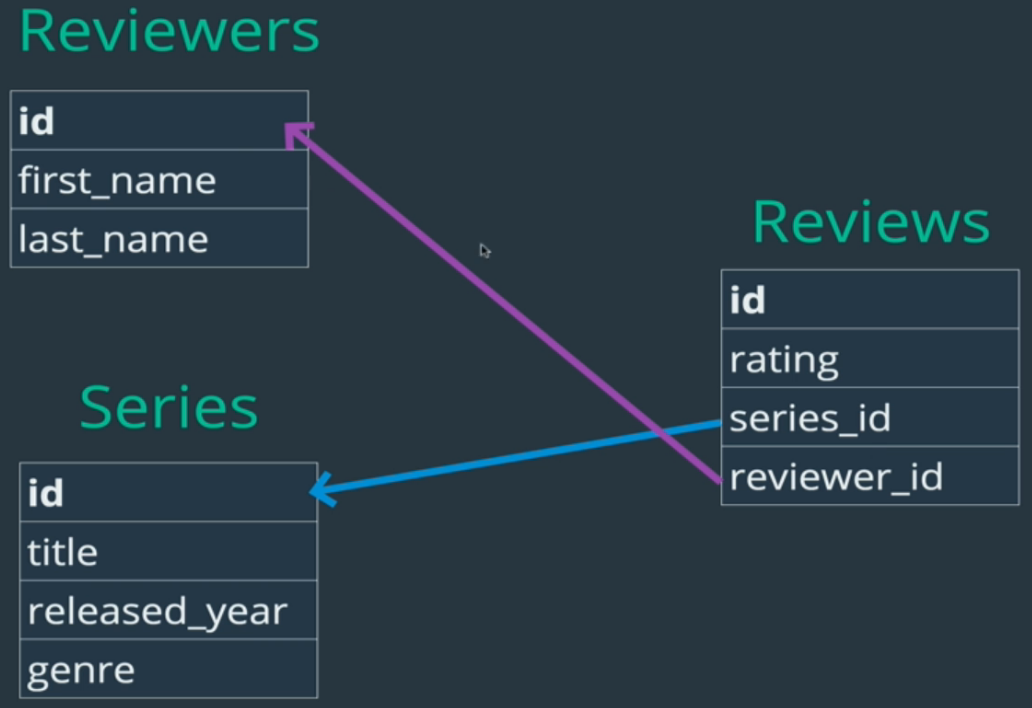 Reviewers
id
first_name
last_name
Series
id
title
released_year
genre
Reviews
id
rating
series_id
reviewer_id